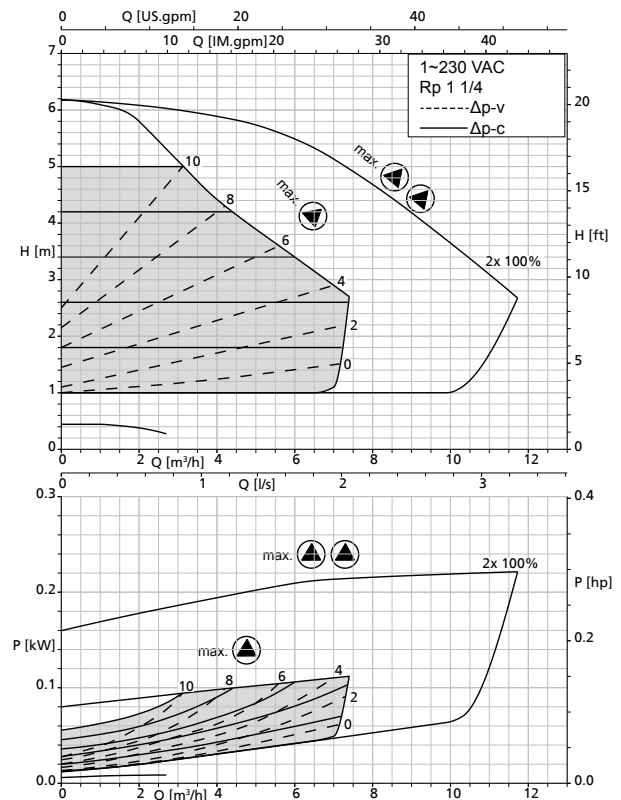 0 Q [US.gpm] 20 40
0 10 Q [IM.gpm] 20 30 40
7
1~230 VAC
Rp 1 1/4
Δp-v
Δp-c
6 20
max.
5 10 15
max. 8
4 6
H [m] H [ft]
2x 100%
3 4 10
2 2
0 5
1
0 0
0 2 4 6 8 10 12
Q [m³/h]
0 1 Q [l/s] 2 3
0.3 0.4
max. 2x 100%
0.2 P [hp]
P [kW] max. 0.2
10 8 6 4
0.1 2
0
0.0 0.0
0 2 4 6 8 10 12
Q [m³/h]